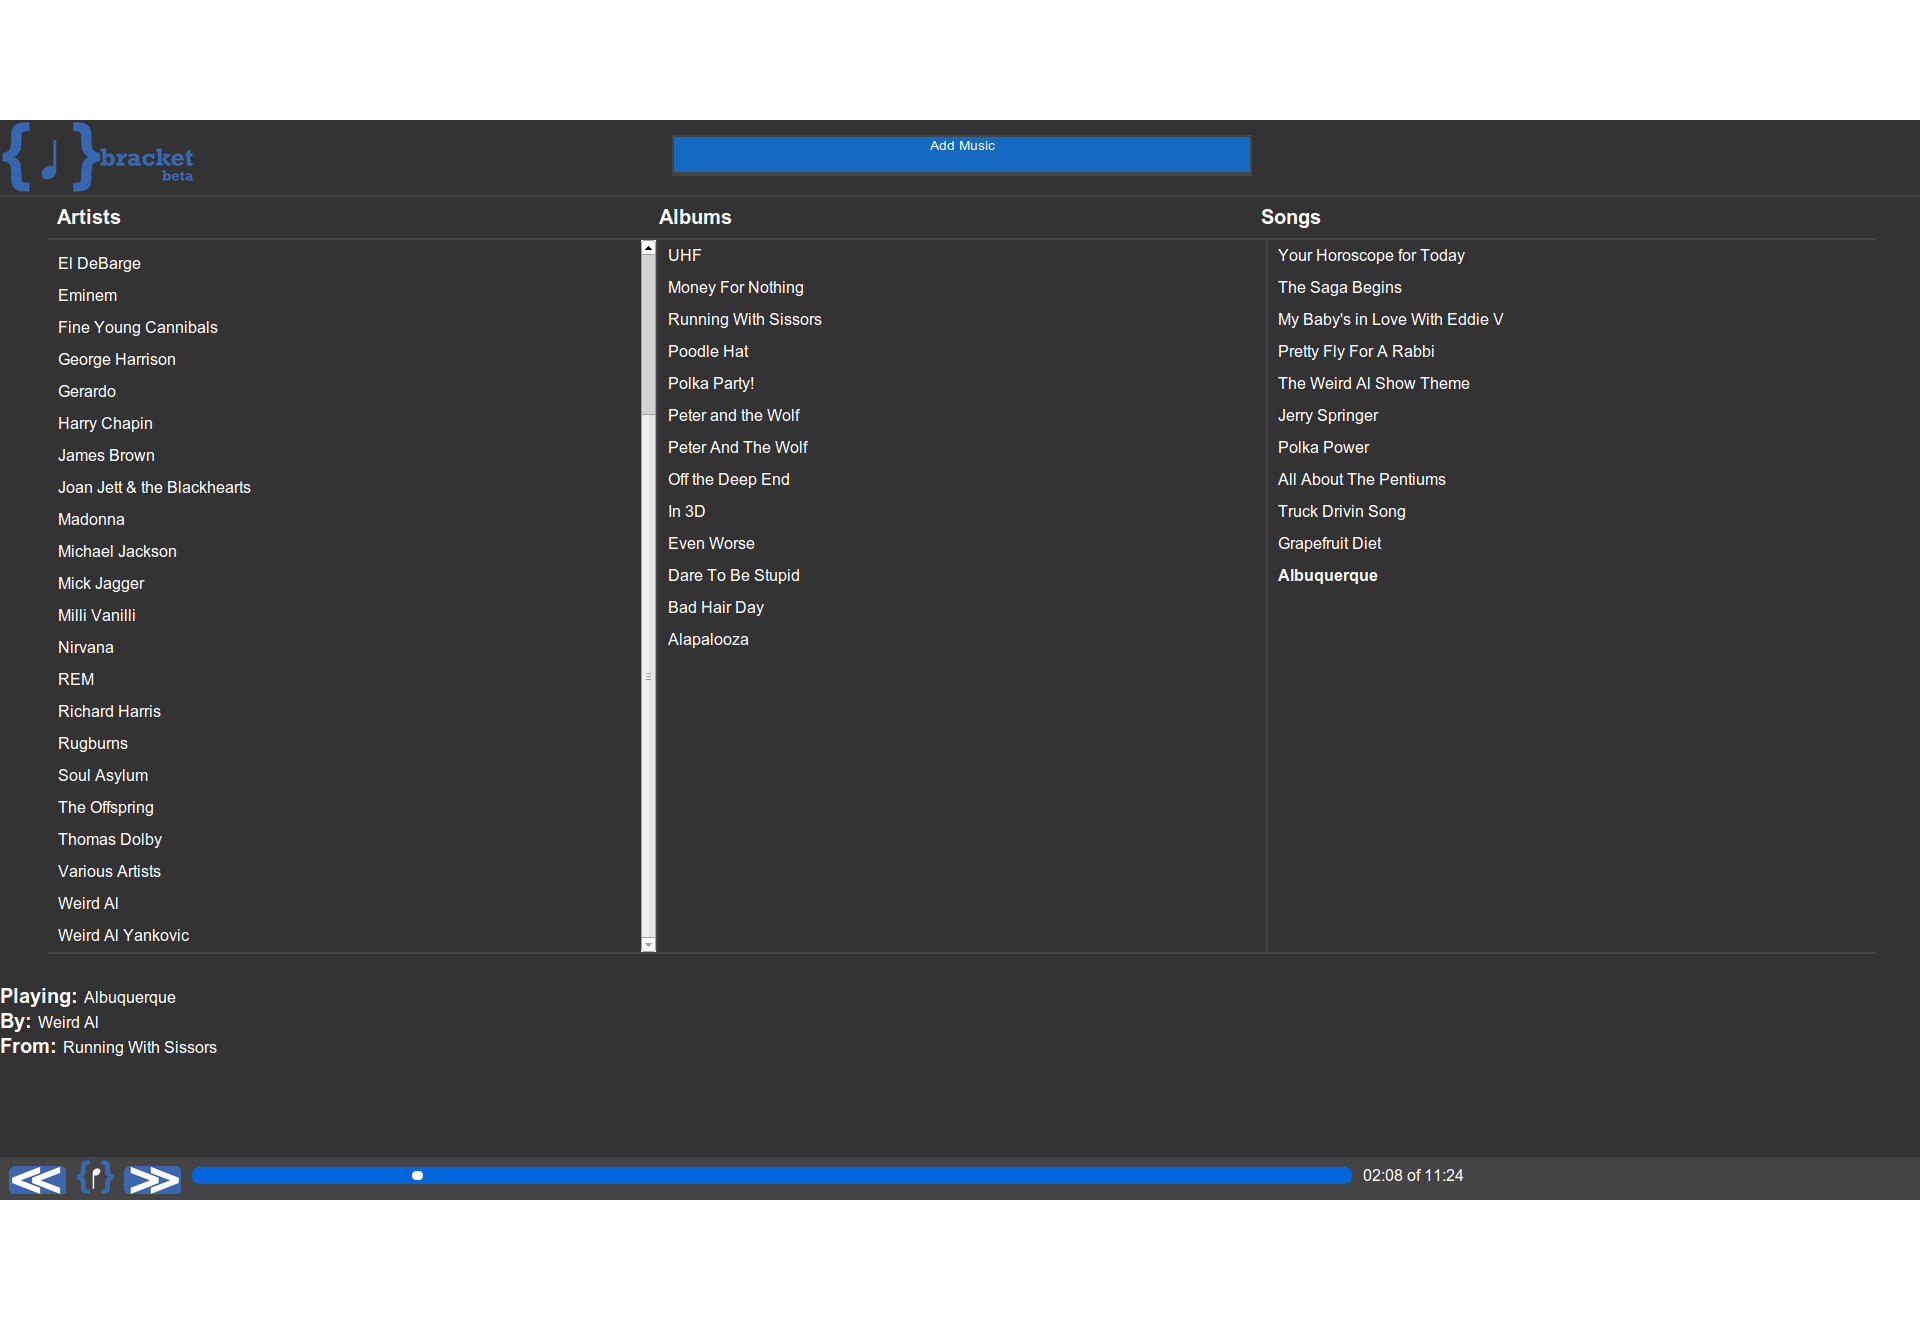 bracket
beta
Add Music
Artists
El DeBarge
Eminem
Fine Young Cannibals
George Harrison
Gerardo
Harry Chapin
James Brown
Joan Jett & the Blackhearts
Madonna
Michael Jackson
Mick Jagger
Milli Vanilli
Nirvana
REM
Richard Harris
Rugburns
Soul Asylum
The Offspring
Thomas Dolby
Various Artists
Weird Al
Weird Al Yankovic
Albums
UHF
Money For Nothing
Running With Sissors
Poodle Hat
Polka Party!
Peter and the Wolf
Peter And The Wolf
Off the Deep End
In 3D
Even Worse
Dare To Be Stupid
Bad Hair Day
Alapalooza
Songs
Your Horoscope for Today
The Saga Begins
My Baby's in Love With Eddie V
Pretty Fly For A Rabbi
The Weird Al Show Theme
Jerry Springer
Polka Power
All About The Pentiums
Truck Drivin Song
Grapefruit Diet
Albuquerque
Playing: Albuquerque
By: Weird Al
From: Running With Sissors
02:08 of 11:24